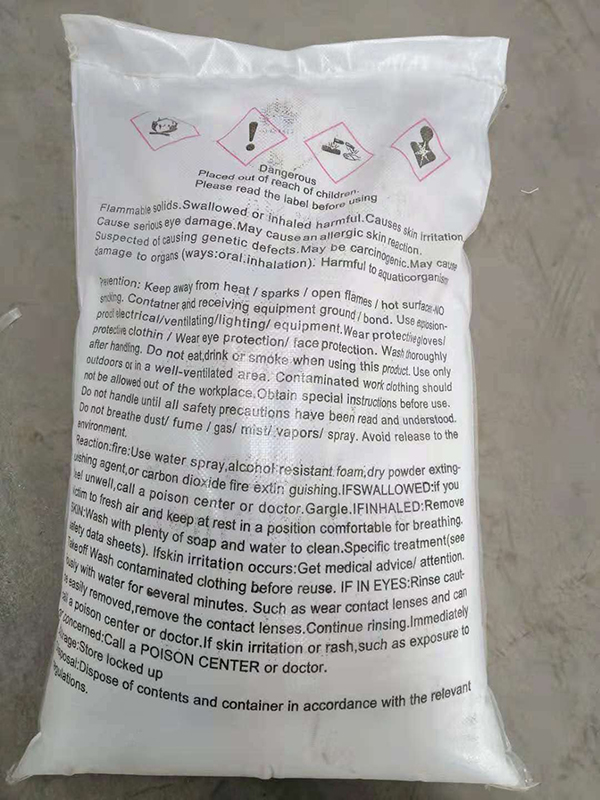 Dangerous
Placed out of reach of children.
Please read the label before using
Flammable solids.Swallowed or inhaled harmful.Causes skin irritation
Cause serious eye damage.May cause an allergic skin reaction.
Suspected of causing genetic defects.May be carcinogenic.May cause
damage to organs (ways:oral.inhalation). Harmful to aquaticorganism
Prevention: Keep away from heat / sparks / open flames / hot surfaces-NO
smoking. Contatner and receiving equipment ground / bond. Use explosion-
proof electrical/ventilating/lighting/ equipment.Wear protective gloves/
protective clothin / Wear eye protection/ face protection. Wash thoroughly
after handling. Do not eat,drink or smoke when using this product. Use only
outdoors or in a well-ventilated area. Contaminated work clothing should
not be allowed out of the workplace.Obtain special instructions before use.
Do not handle until all safety precautions have been read and understood.
Do not breathe dust/ fume / gas/ mist/ vapors/ spray. Avoid release to the
environment.
Reaction:fire:Use water spray,alcohol resistant foam,dry powder exting-
uishing agent,or carbon dioxide fire extin guishing.IFSWALLOWED:if you
feel unwell,call a poison center or doctor.Gargle.IFINHALED:Remove
victim to fresh air and keep at rest in a position comfortable for breathing.
SKIN:Wash with plenty of soap and water to clean.Specific treatment(see
safety data sheets). Ifskin irritation occurs:Get medical advice/ attention.
Takeoff Wash contaminated clothing before reuse. IF IN EYES:Rinse caut-
iously with water for several minutes. Such as wear contact lenses and can
be easily removed,remove the contact lenses.Continue rinsing.Immediately
call a poison center or doctor.If skin irritation or rash,such as exposure to
or concerned:Call a POISON CENTER or doctor.
Storage:Store locked up
Disposal:Dispose of contents and container in accordance with the relevant
regulations.